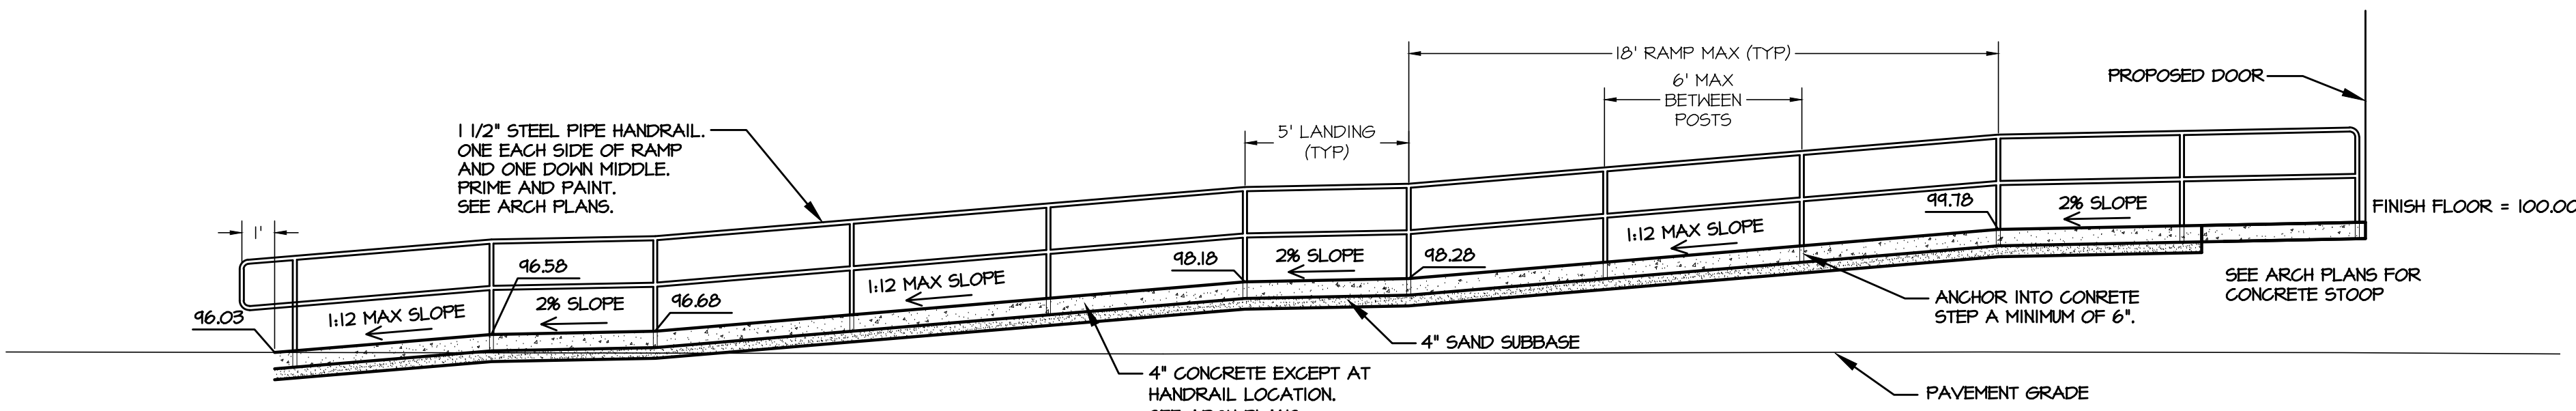 18' RAMP MAX (TYP)
PROPOSED DOOR
6' MAX
BETWEEN
POSTS
1 1/2" STEEL PIPE HANDRAIL.
ONE EACH SIDE OF RAMP
AND ONE DOWN MIDDLE.
PRIME AND PAINT.
SEE ARCH PLANS.
5' LANDING
(TYP)
1'
96.03
1:12 MAX SLOPE
96.58
2% SLOPE
96.68
1:12 MAX SLOPE
98.18
2% SLOPE
98.28
1:12 MAX SLOPE
99.78
2% SLOPE
FINISH FLOOR = 100.00
SEE ARCH PLANS FOR
CONCRETE STOOP
ANCHOR INTO CONRETE
STEP A MINIMUM OF 6".
4" SAND SUBBASE
4" CONCRETE EXCEPT AT
HANDRAIL LOCATION.
SEE ARCH PLANS
PAVEMENT GRADE